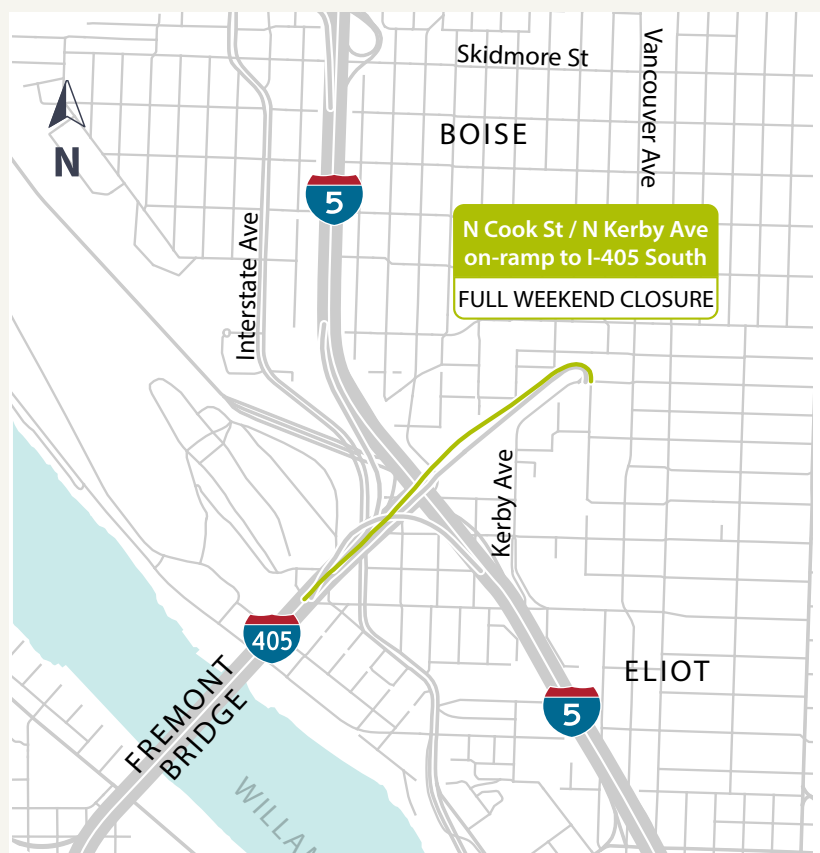 Skidmore St
Vancouver Ave
BOISE
N
5
N Cook St / N Kerby Ave
on-ramp to I-405 South
FULL WEEKEND CLOSURE
Interstate Ave
Kerby Ave
405
ELIOT
FREMONT
BRIDGE
5
WILLAM